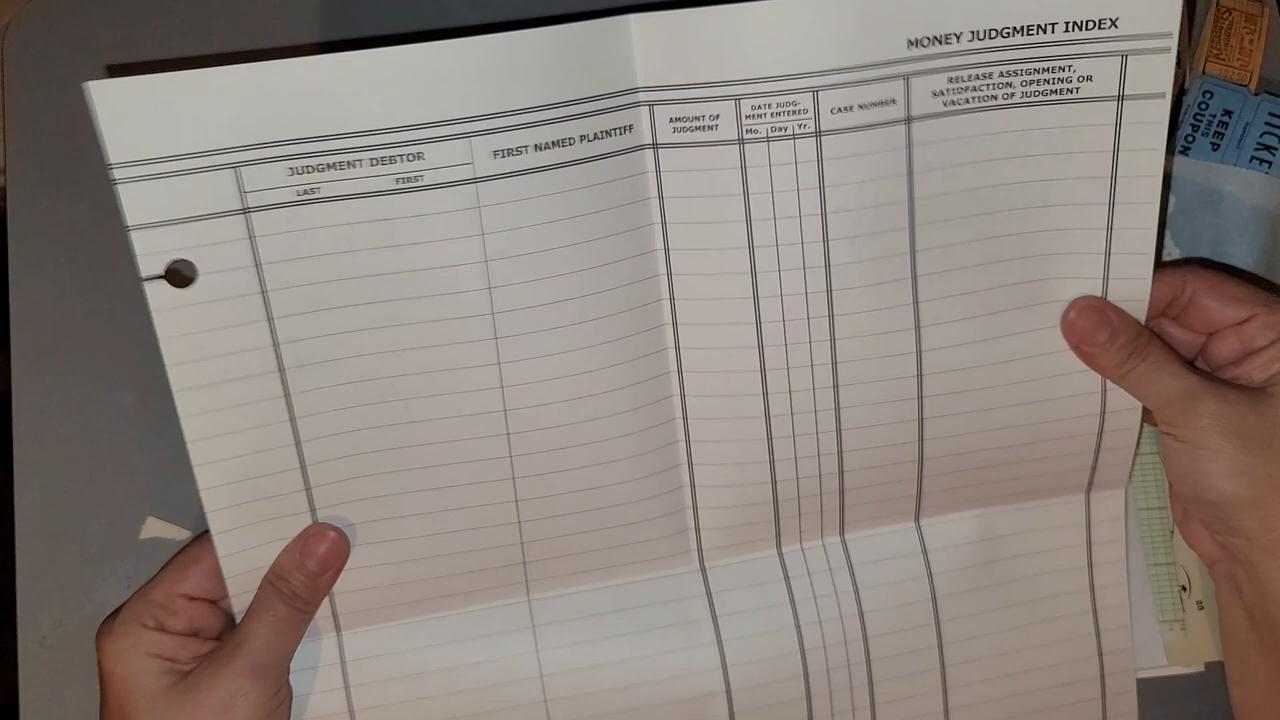 MONEY JUDGMENT INDEX
JUDGMENT DEBTOR
LAST FIRST
FIRST NAMED PLAINTIFF
AMOUNT OF
JUDGMENT
DATE JUDG-
MENT ENTERED
Mo. Day Yr.
CASE NUMBER
RELEASE ASSIGNMENT,
SATISFACTION, OPENING OR
VACATION OF JUDGMENT
KEEP
THIS
COUPON
TICKE